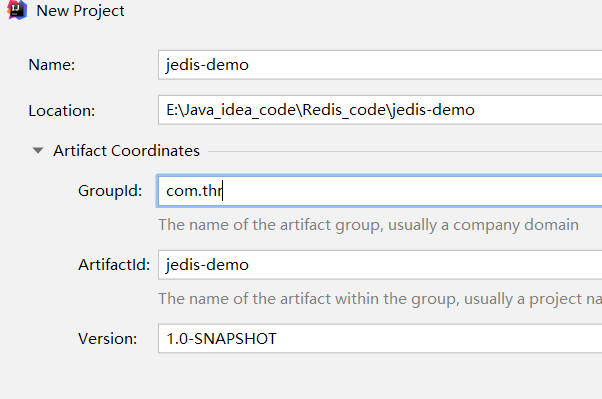 New Project
Name: jedis-demo
Location: E:\Java_idea_code\Redis_code\jedis-demo
Artifact Coordinates
GroupId: com.thr
The name of the artifact group, usually a company domain
ArtifactId: jedis-demo
The name of the artifact within the group, usually a project na
Version: 1.0-SNAPSHOT